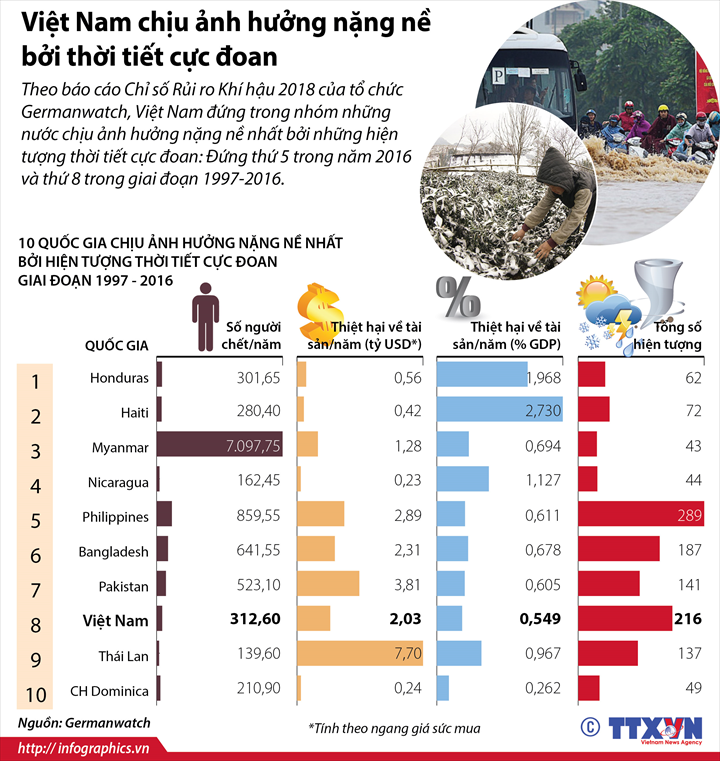 Việt Nam chịu ảnh hưởng nặng nề
bởi thời tiết cực đoan
Theo báo cáo Chỉ số Rủi ro Khí hậu 2018 của tổ chức
Germanwatch, Việt Nam đứng trong nhóm những
nước chịu ảnh hưởng nặng nề nhất bởi những hiện
tượng thời tiết cực đoan: Đứng thứ 5 trong năm 2016
và thứ 8 trong giai đoạn 1997-2016.
P
10 QUỐC GIA CHỊU ẢNH HƯỞNG NẶNG NỀ NHẤT
BỞI HIỆN TƯỢNG THỜI TIẾT CỰC ĐOAN
GIAI ĐOẠN 1997 - 2016
%
QUỐC GIA
Số người
chết/năm
Thiệt hại về tài
sản/năm (tỷ USD*)
Thiệt hại về tài
sản/năm (% GDP)
Tổng số
hiện tượng
1 Honduras 301,65 0,56 1,968 62
2 Haiti 280,40 0,42 2,730 72
3 Myanmar 7.097,75 1,28 0,694 43
4 Nicaragua 162,45 0,23 1,127 44
5 Philippines 859,55 2,89 0,611 289
6 Bangladesh 641,55 2,31 0,678 187
7 Pakistan 523,10 3,81 0,605 141
8 Việt Nam 312,60 2,03 0,549 216
9 Thái Lan 139,60 7,70 0,967 137
10 CH Dominica 210,90 0,24 0,262 49
Nguồn: Germanwatch
*Tính theo ngang giá sức mua
© TTXVN
Vietnam News Agency
http://infographics.vn